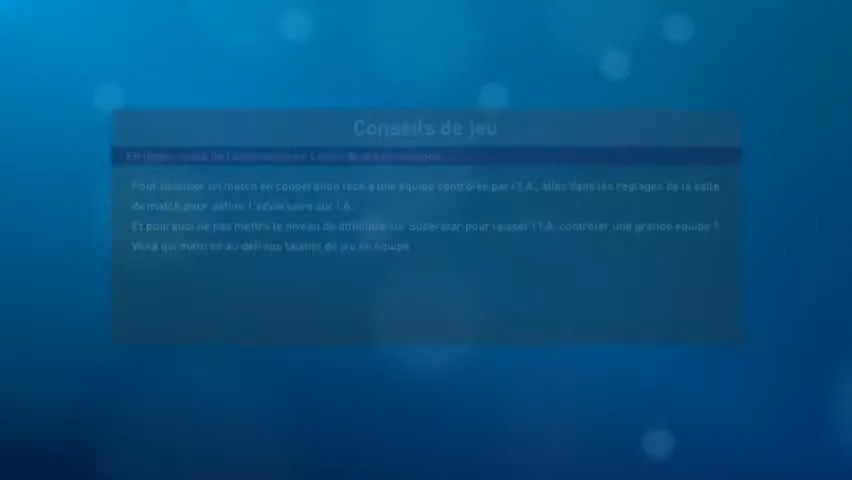 Conseils de jeu
Pour disputer un match en coopération face à une équipe contrôlée par l'I.A., allez dans les réglages de la salle
de match pour définir l'adversaire sur I.A.
Et pourquoi ne pas mettre le niveau de difficulté sur Superstar pour laisser l'I.A. contrôler une grande équipe ?
Voilà qui mettrait au défi vos talents de jeu en équipe.